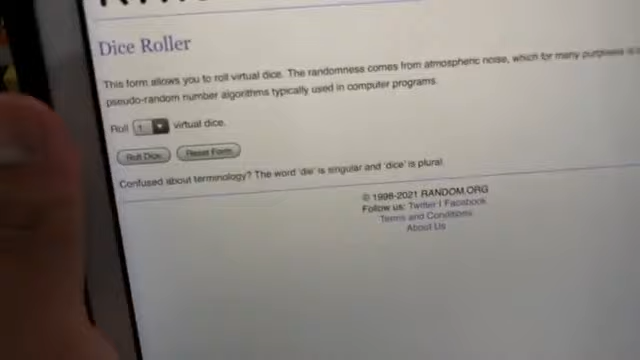 Dice Roller
This form allows you to roll virtual dice. The randomness comes from atmospheric noise, which for many purposes is
pseudo-random number algorithms typically used in computer programs.
Roll 1 virtual dice.
Roll Dice Reset Form
Confused about terminology? The word 'die' is singular and 'dice' is plural.
© 1998-2021 RANDOM.ORG
Follow us: Twitter | Facebook
Terms and Conditions
About Us